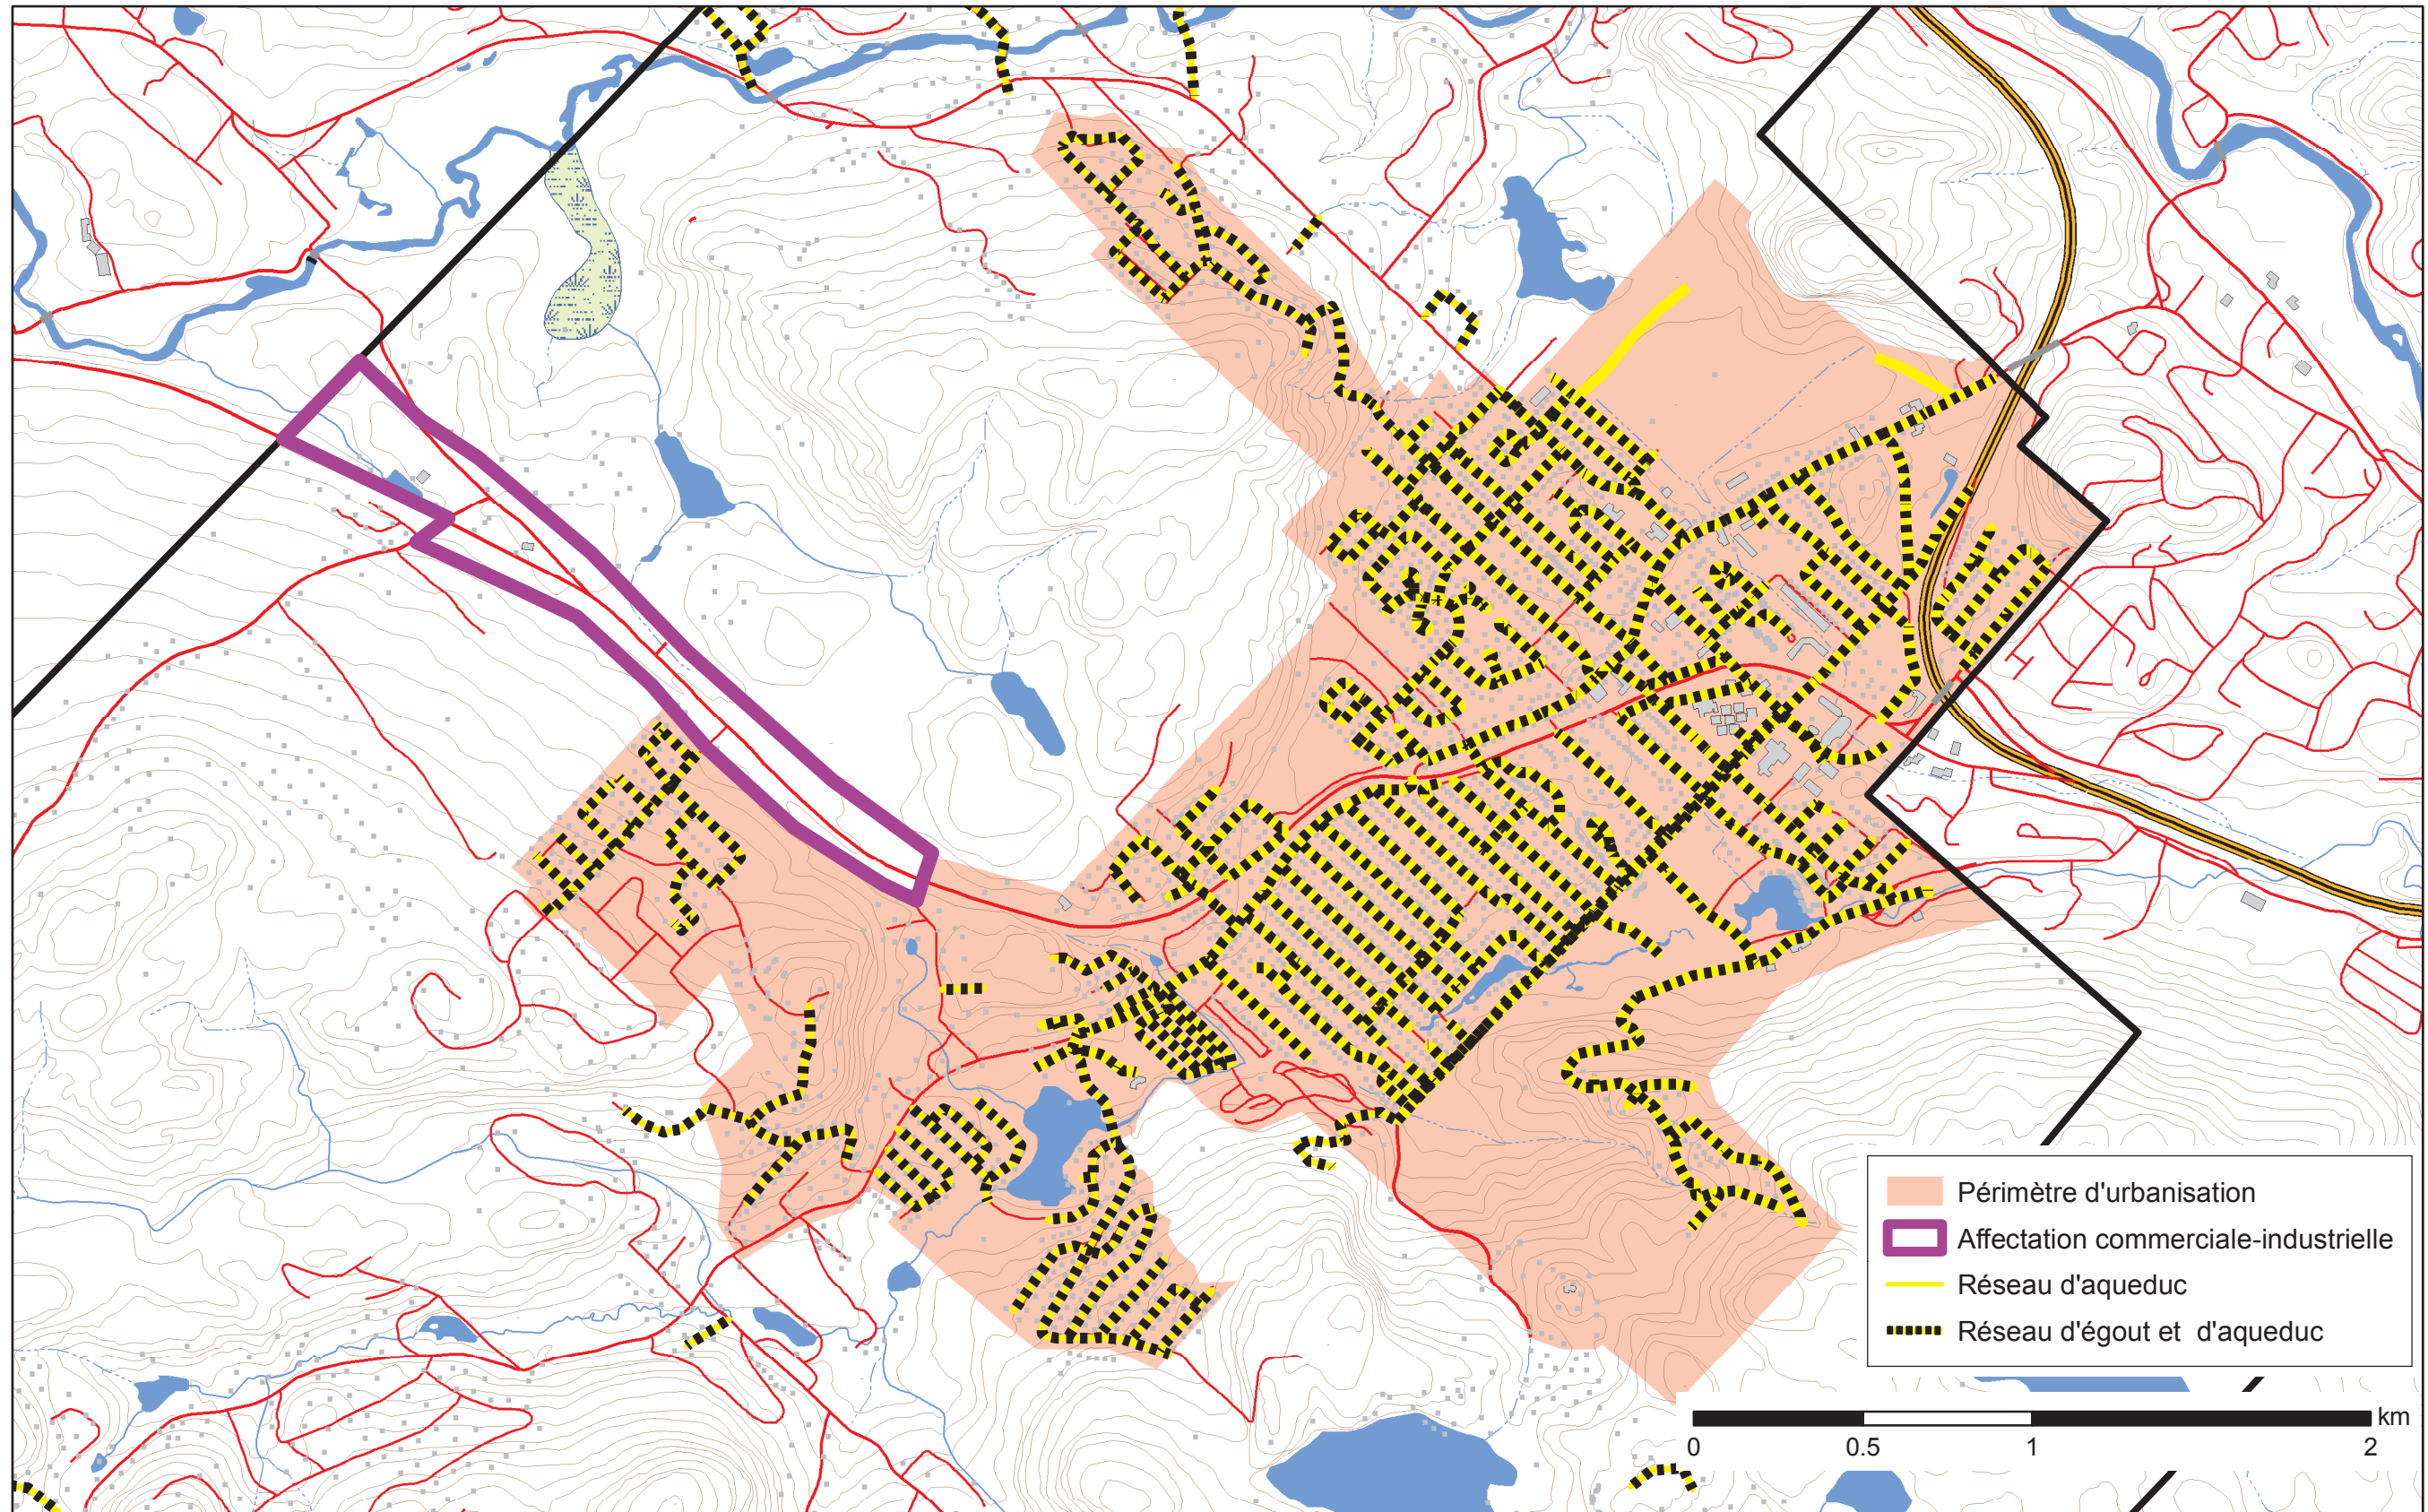 Périmètre d'urbanisation
Affectation commerciale-industrielle
Réseau d'aqueduc
Réseau d'égout et d'aqueduc
km
0 0.5 1 2